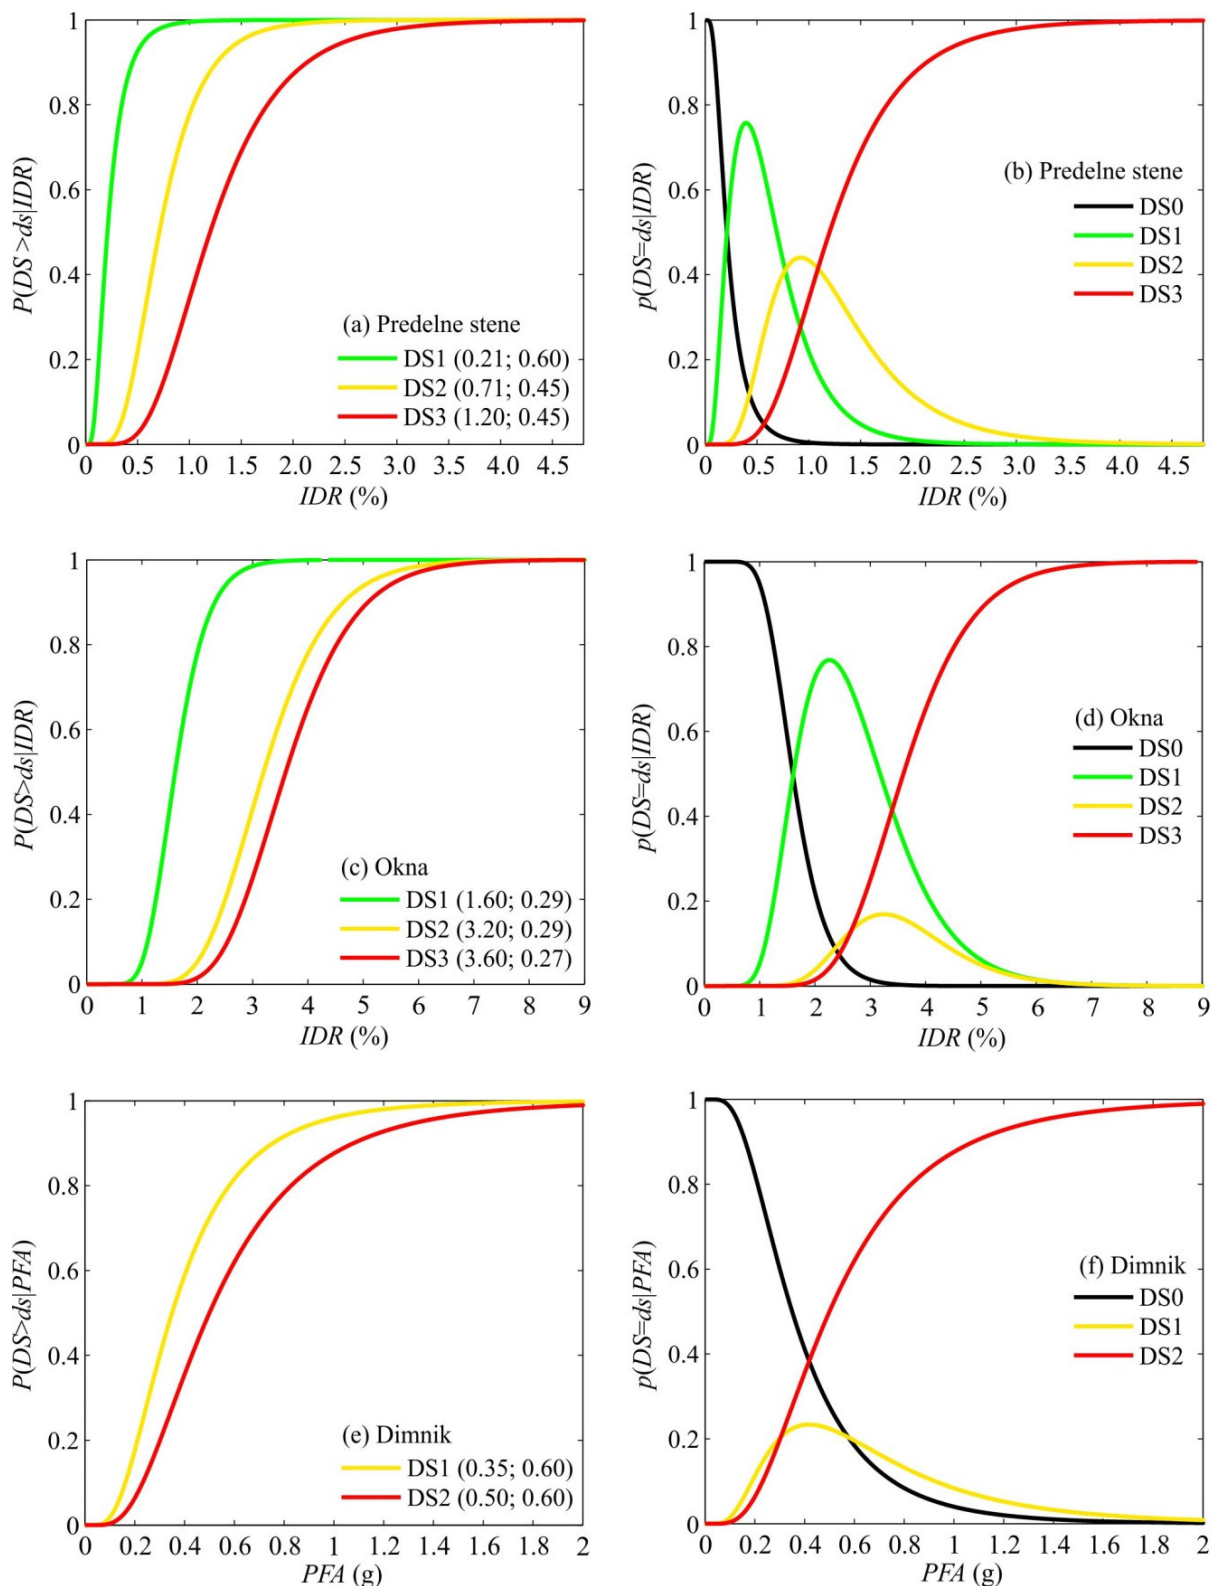 1
0.8
0.6
0.4
0.2
0
P(DS >ds|IDR)
(a) Predelne stene
DS1 (0.21; 0.60)
DS2 (0.71; 0.45)
DS3 (1.20; 0.45)
0 0.5 1.0 1.5 2.0 2.5 3.0 3.5 4.0 4.5
IDR (%)
1
0.8
0.6
0.4
0.2
0
p(DS=ds|IDR)
(b) Predelne stene
DS0
DS1
DS2
DS3
0 0.5 1.0 1.5 2.0 2.5 3.0 3.5 4.0 4.5
IDR (%)
1
0.8
0.6
0.4
0.2
0
P(DS>ds|IDR)
(c) Okna
DS1 (1.60; 0.29)
DS2 (3.20; 0.29)
DS3 (3.60; 0.27)
0 1 2 3 4 5 6 7 8 9
IDR (%)
1
0.8
0.6
0.4
0.2
0
p(DS=ds|IDR)
(d) Okna
DS0
DS1
DS2
DS3
0 1 2 3 4 5 6 7 8 9
IDR (%)
1
0.8
0.6
0.4
0.2
0
P(DS>ds|PFA)
(e) Dimnik
DS1 (0.35; 0.60)
DS2 (0.50; 0.60)
0 0.2 0.4 0.6 0.8 1 1.2 1.4 1.6 1.8 2
PFA (g)
1
0.8
0.6
0.4
0.2
0
p(DS=ds|PFA)
(f) Dimnik
DS0
DS1
DS2
0 0.2 0.4 0.6 0.8 1 1.2 1.4 1.6 1.8 2
PFA (g)